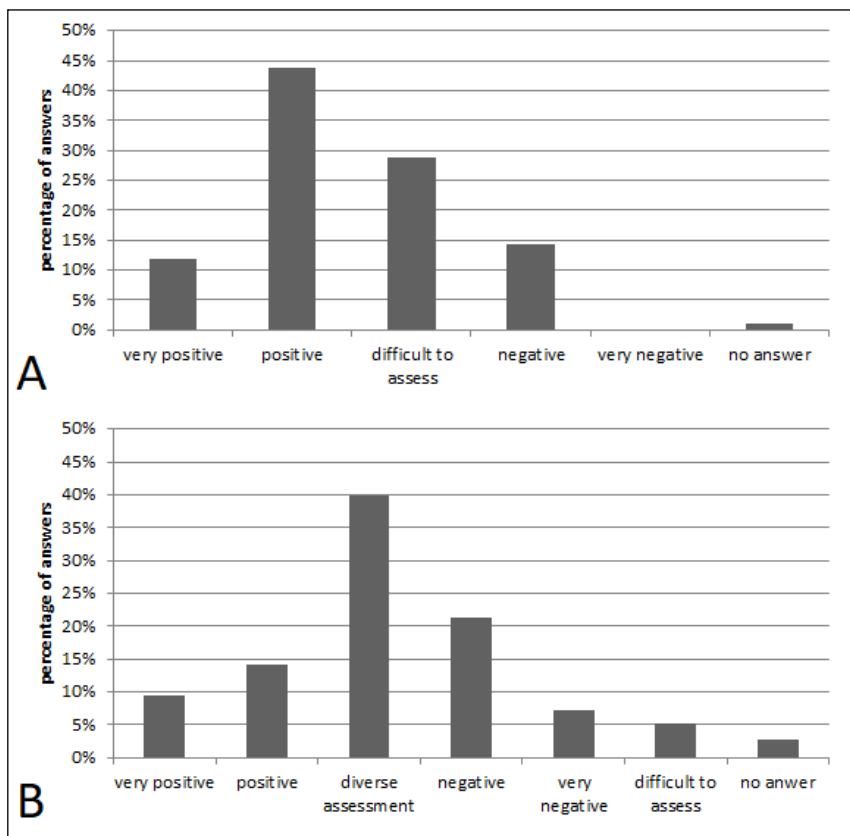 50%
45%
40%
35%
30%
25%
20%
15%
10%
5%
0%
percentage of answers
very positive
positive
difficult to
assess
negative
very negative
no answer
A
50%
45%
40%
35%
30%
25%
20%
15%
10%
5%
0%
percentage of answers
very positive
positive
diverse
assessment
negative
very
negative
difficult to
assess
no anwer
B